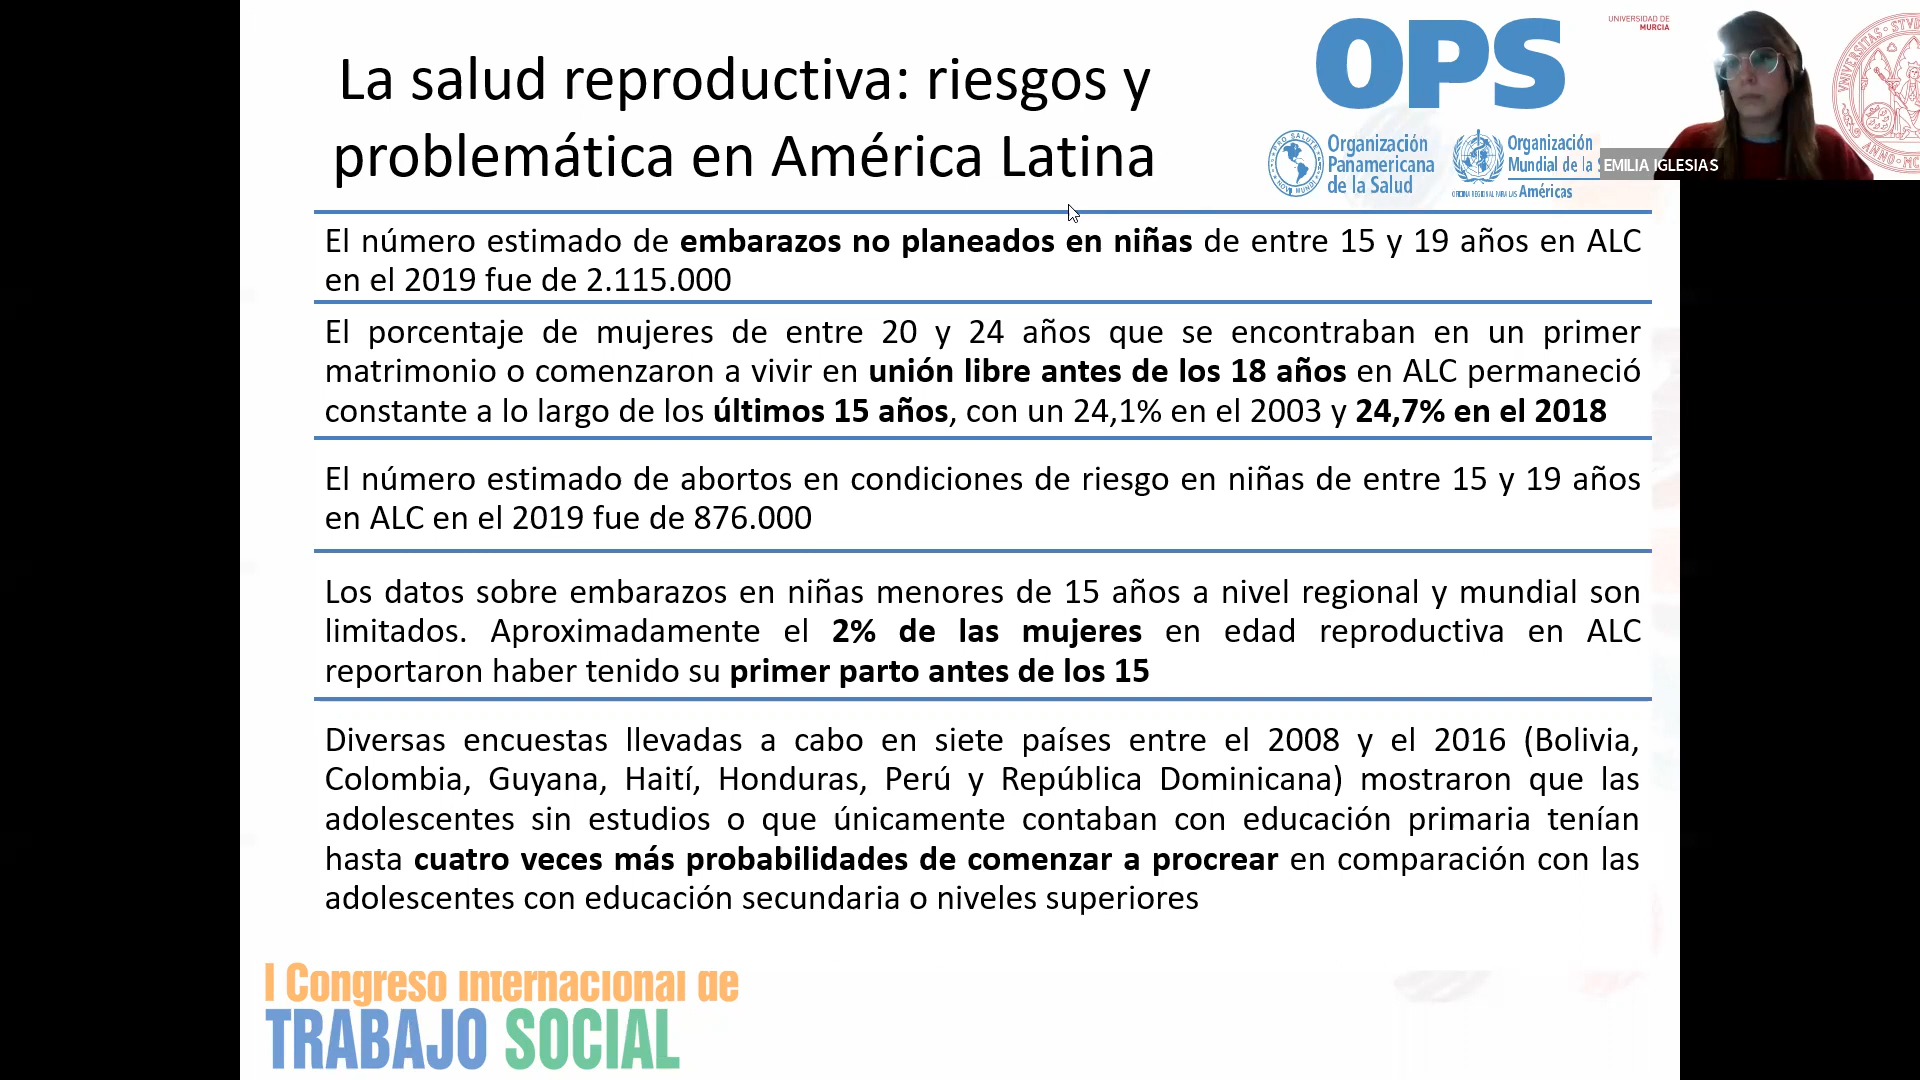 La salud reproductiva: riesgos y
problemática en América Latina
OPS
Organización
Panamericana
de la Salud
Organización
Mundial de la
OFICINA REGIONAL PARA LAS Américas
UNIVERSIDAD DE
MURCIA
EMILIA IGLESIAS
El número estimado de embarazos no planeados en niñas de entre 15 y 19 años en ALC
en el 2019 fue de 2.115.000
El porcentaje de mujeres de entre 20 y 24 años que se encontraban en un primer
matrimonio o comenzaron a vivir en unión libre antes de los 18 años en ALC permaneció
constante a lo largo de los últimos 15 años, con un 24,1% en el 2003 y 24,7% en el 2018
El número estimado de abortos en condiciones de riesgo en niñas de entre 15 y 19 años
en ALC en el 2019 fue de 876.000
Los datos sobre embarazos en niñas menores de 15 años a nivel regional y mundial son
limitados. Aproximadamente el 2% de las mujeres en edad reproductiva en ALC
reportaron haber tenido su primer parto antes de los 15
Diversas encuestas llevadas a cabo en siete países entre el 2008 y el 2016 (Bolivia,
Colombia, Guyana, Haití, Honduras, Perú y República Dominicana) mostraron que las
adolescentes sin estudios o que únicamente contaban con educación primaria tenían
hasta cuatro veces más probabilidades de comenzar a procrear en comparación con las
adolescentes con educación secundaria o niveles superiores
I Congreso Internacional de
TRABAJO SOCIAL